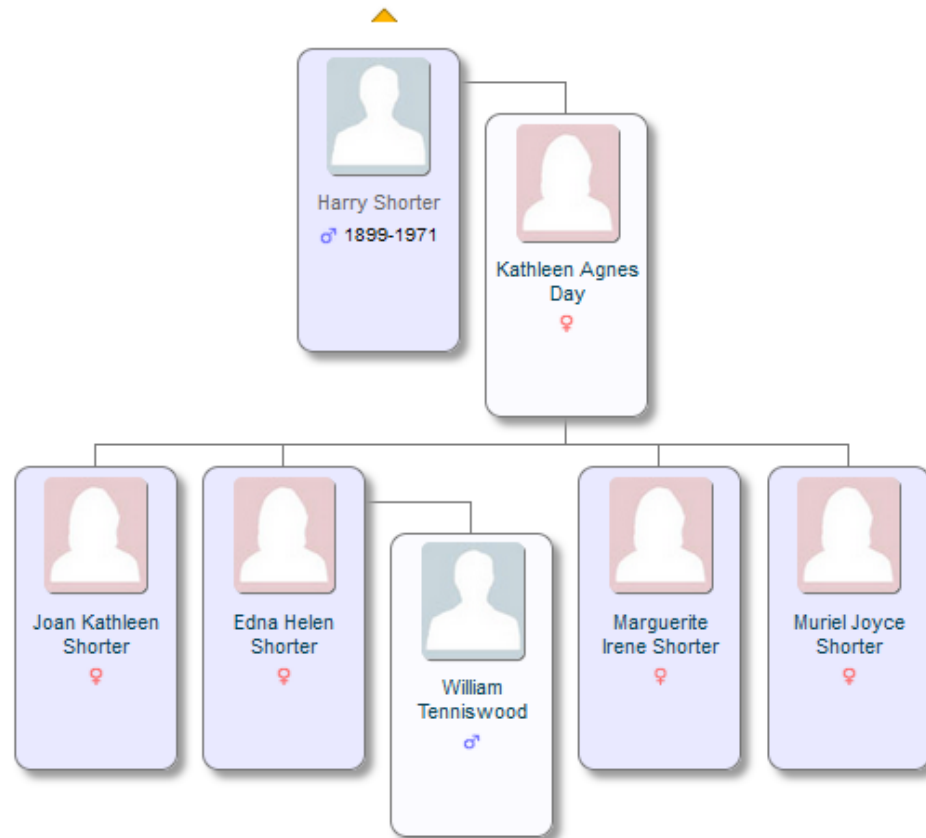 Harry Shorter
♂ 1899-1971
Kathleen Agnes
Day
♀
Joan Kathleen
Shorter
♀
Edna Helen
Shorter
♀
William
Tenniswood
♂
Marguerite
Irene Shorter
♀
Muriel Joyce
Shorter
♀